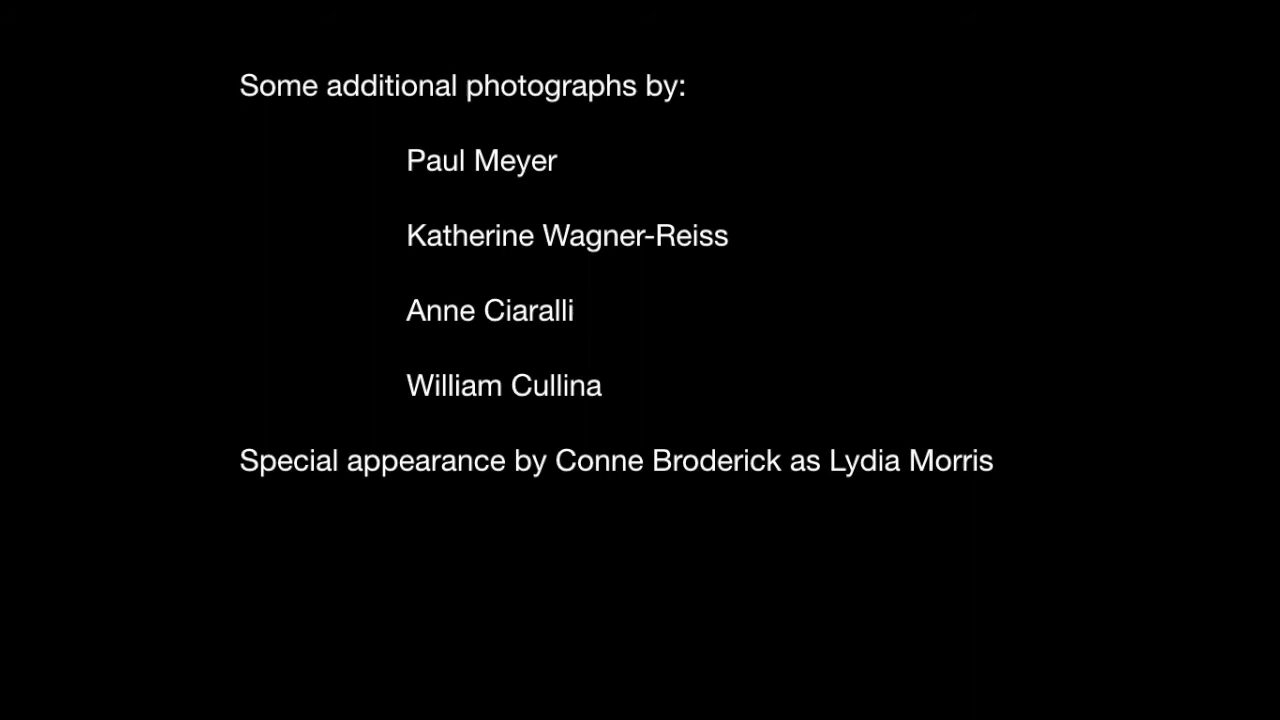 Some additional photographs by:
Paul Meyer
Katherine Wagner-Reiss
Anne Ciaralli
William Cullina
Special appearance by Conne Broderick as Lydia Morris